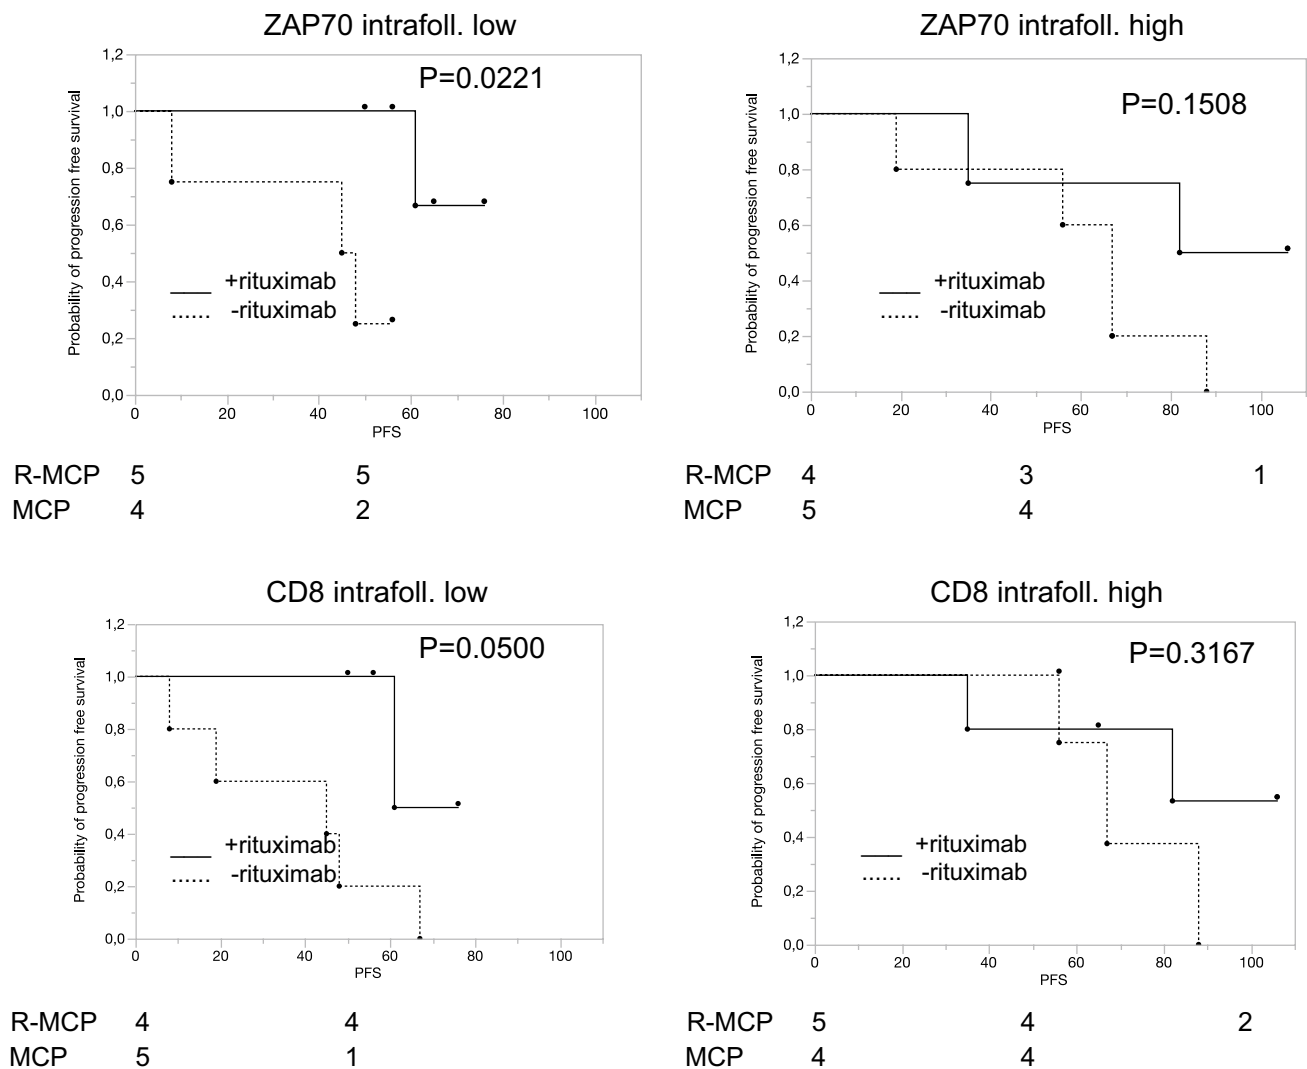 ZAP70 intrafoll. low
P=0.0221
1,2
1,0
0,8
0,6
0,4
0,2
0,0
Probability of progression free survival
+rituximab
...... -rituximab
0 20 40 60 80 100
PFS
R-MCP 5 5
MCP 4 2
ZAP70 intrafoll. high
P=0.1508
1,2
1,0
0,8
0,6
0,4
0,2
0,0
Probability of progression free survival
+rituximab
...... -rituximab
0 20 40 60 80 100
PFS
R-MCP 4 3 1
MCP 5 4
CD8 intrafoll. low
P=0.0500
1,2
1,0
0,8
0,6
0,4
0,2
0,0
Probability of progression free survival
+rituximab
...... -rituximab
0 20 40 60 80 100
PFS
R-MCP 4 4
MCP 5 1
CD8 intrafoll. high
P=0.3167
1,2
1,0
0,8
0,6
0,4
0,2
0,0
Probability of progression free survival
+rituximab
...... -rituximab
0 20 40 60 80 100
PFS
R-MCP 5 4 2
MCP 4 4